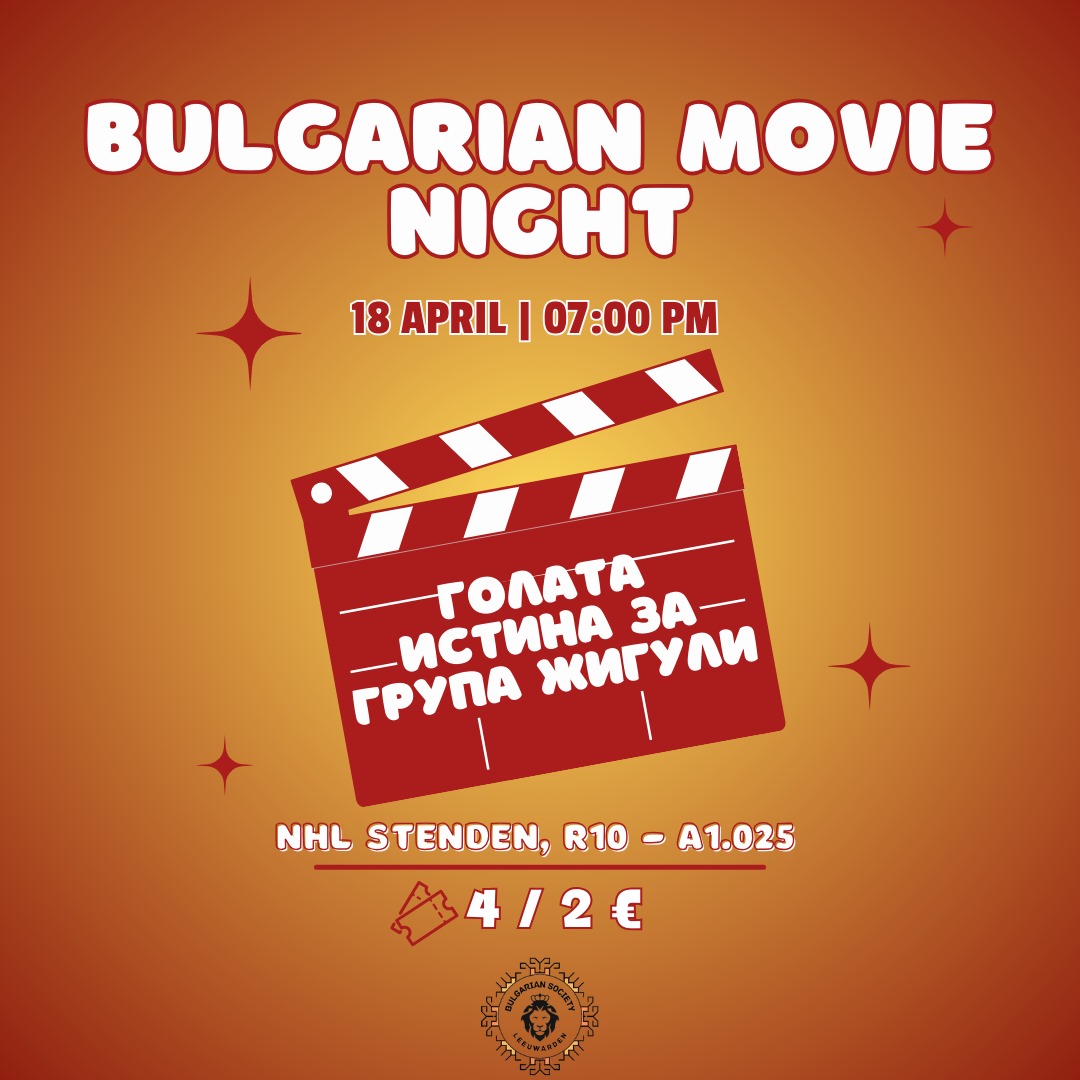 BULGARIAN MOVIE
NIGHT
18 APRIL | 07:00 PM
ГОЛАТА
ИСТИНА ЗА
ГРУПА ЖИГУЛИ
NHL STENDEN, R10 – A1.025
4 / 2 €
BULGARIAN SOCIETY
LEEUWARDEN